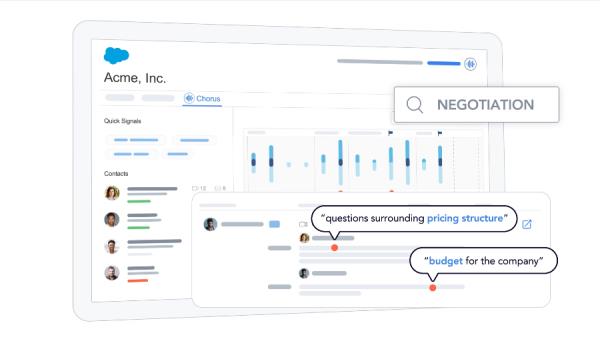 Acme, Inc.
Chorus
NEGOTIATION
Quick Signals
Contacts
12
6
"questions surrounding pricing structure"
"budget for the company"